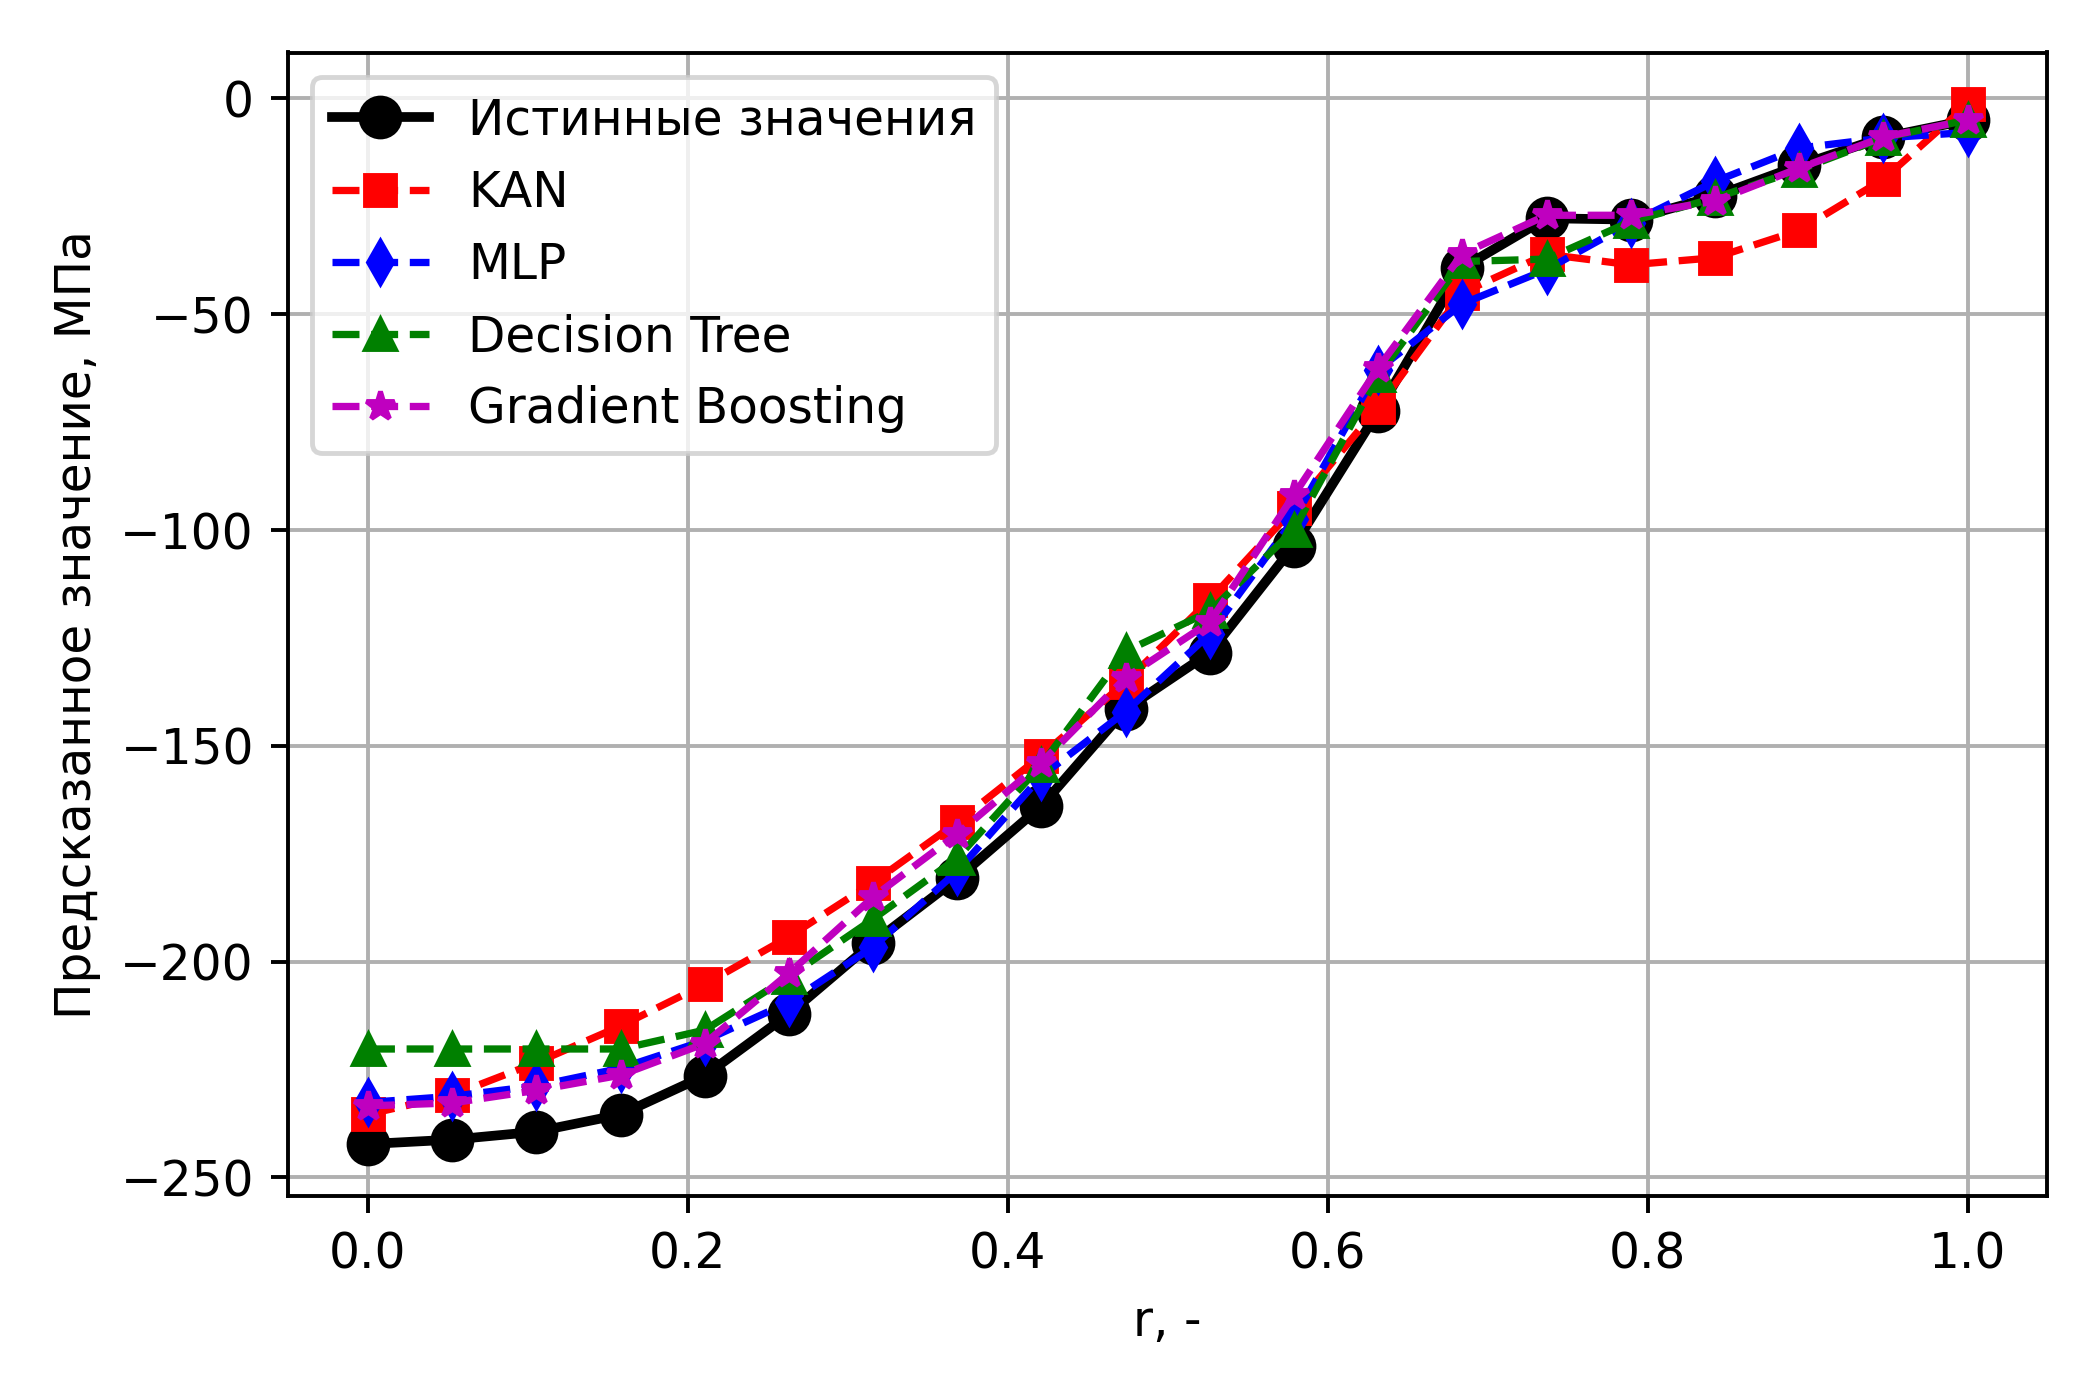 Истинные значения
KAN
MLP
Decision Tree
Gradient Boosting
Предсказанное значение, МПа
0
−50
−100
−150
−200
−250
0.0 0.2 0.4 0.6 0.8 1.0
r, -